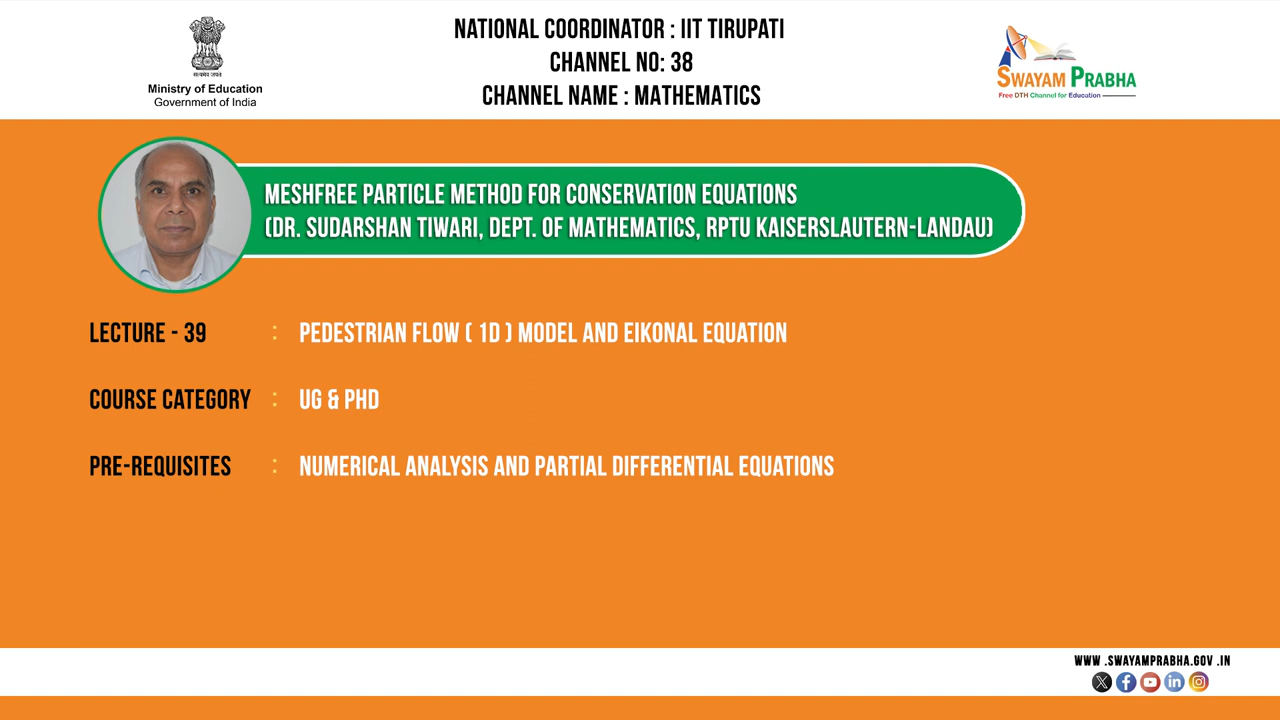 NATIONAL COORDINATOR : IIT TIRUPATI
CHANNEL NO: 38
CHANNEL NAME : MATHEMATICS
सत्यमेव जयते
Ministry of Education
Government of India
SWAYAM PRABHA
Free DTH Channel for Education
MESHFREE PARTICLE METHOD FOR CONSERVATION EQUATIONS
(DR. SUDARSHAN TIWARI, DEPT. OF MATHEMATICS, RPTU KAISERSLAUTERN-LANDAU)
LECTURE - 39 : PEDESTRIAN FLOW ( 1D ) MODEL AND EIKONAL EQUATION
COURSE CATEGORY : UG & PHD
PRE-REQUISITES : NUMERICAL ANALYSIS AND PARTIAL DIFFERENTIAL EQUATIONS
WWW .SWAYAMPRABHA.GOV .IN